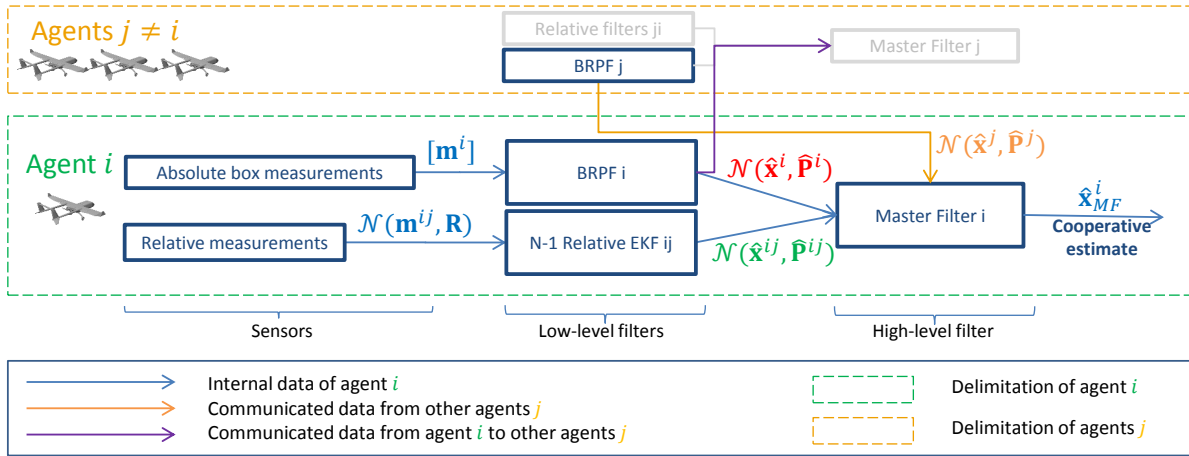 Agents j ≠ i
Relative filters ji
BRPF j
Master Filter j
Agent i
Absolute box measurements
[𝐦ⁱ]
BRPF i
𝒩(𝐱̂ⁱ, 𝐏̂ⁱ)
𝒩(𝐱̂ʲ, 𝐏̂ʲ)
Relative measurements
𝒩(𝐦ⁱʲ, 𝐑)
N-1 Relative EKF ij
𝒩(𝐱̂ⁱʲ, 𝐏̂ⁱʲ)
Master Filter i
𝐱̂ⁱ_MF
Cooperative
estimate
Sensors
Low-level filters
High-level filter
Internal data of agent i
Communicated data from other agents j
Communicated data from agent i to other agents j
Delimitation of agent i
Delimitation of agents j